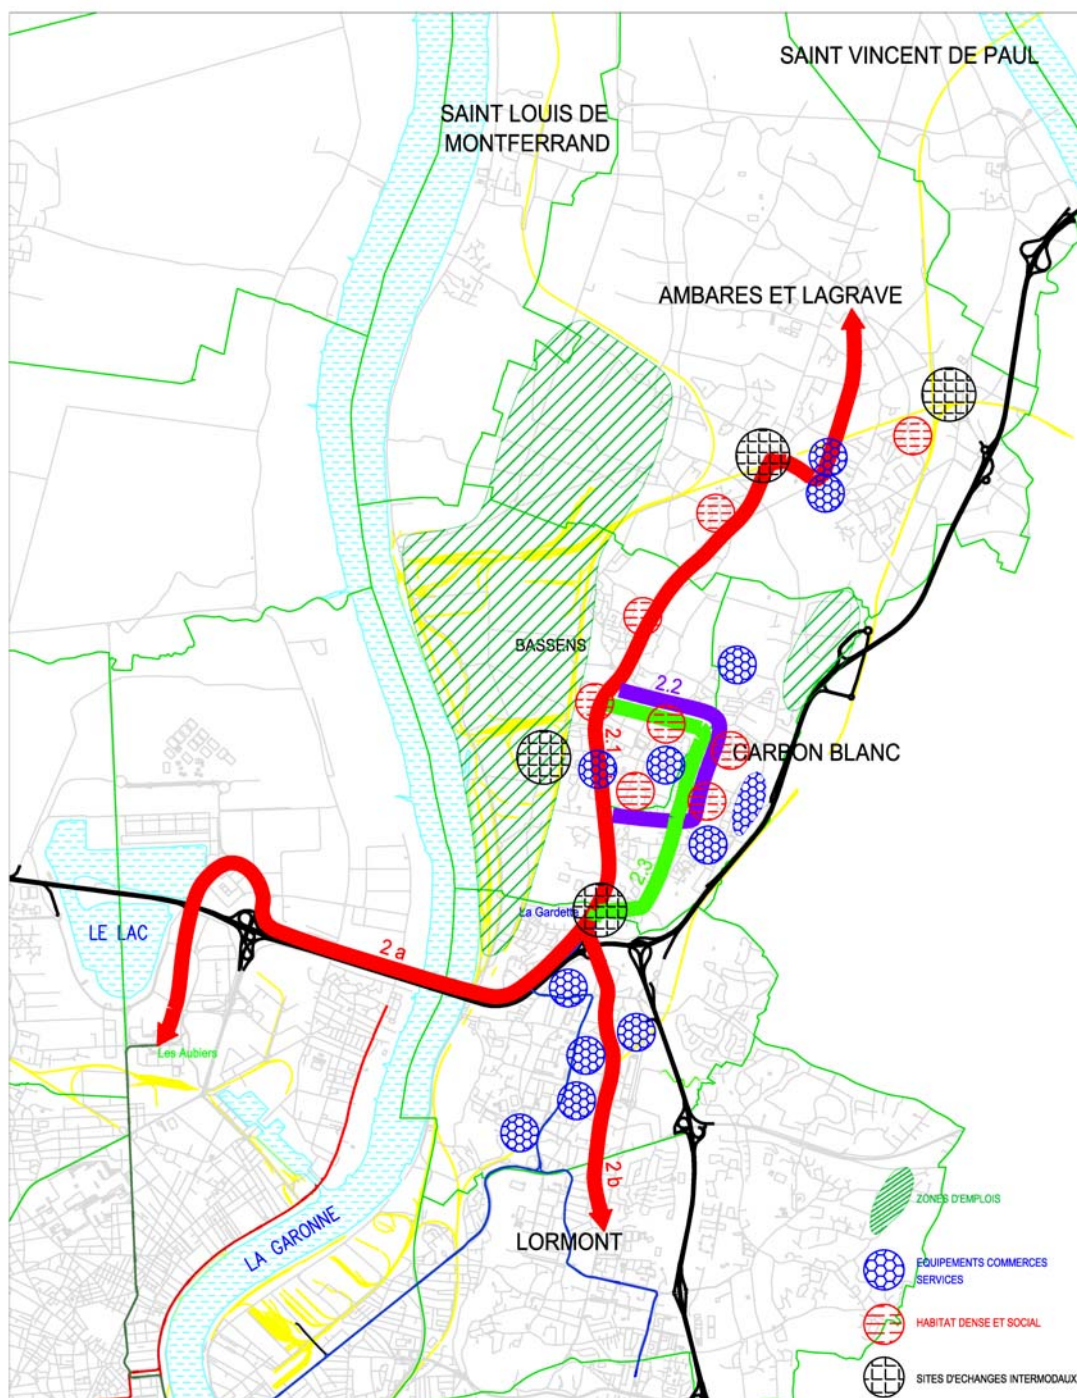 SAINT VINCENT DE PAUL
SAINT LOUIS DE
MONTFERRAND
AMBARES ET LAGRAVE
BASSENS
2.2
2.1
CARBON BLANC
2.3
La Gardette
LE LAC
2 a
Les Aubiers
2 b
LA GARONNE
LORMONT
ZONES D'EMPLOIS
EQUIPEMENTS COMMERCES
SERVICES
HABITAT DENSE ET SOCIAL
SITES D'ECHANGES INTERMODAUX